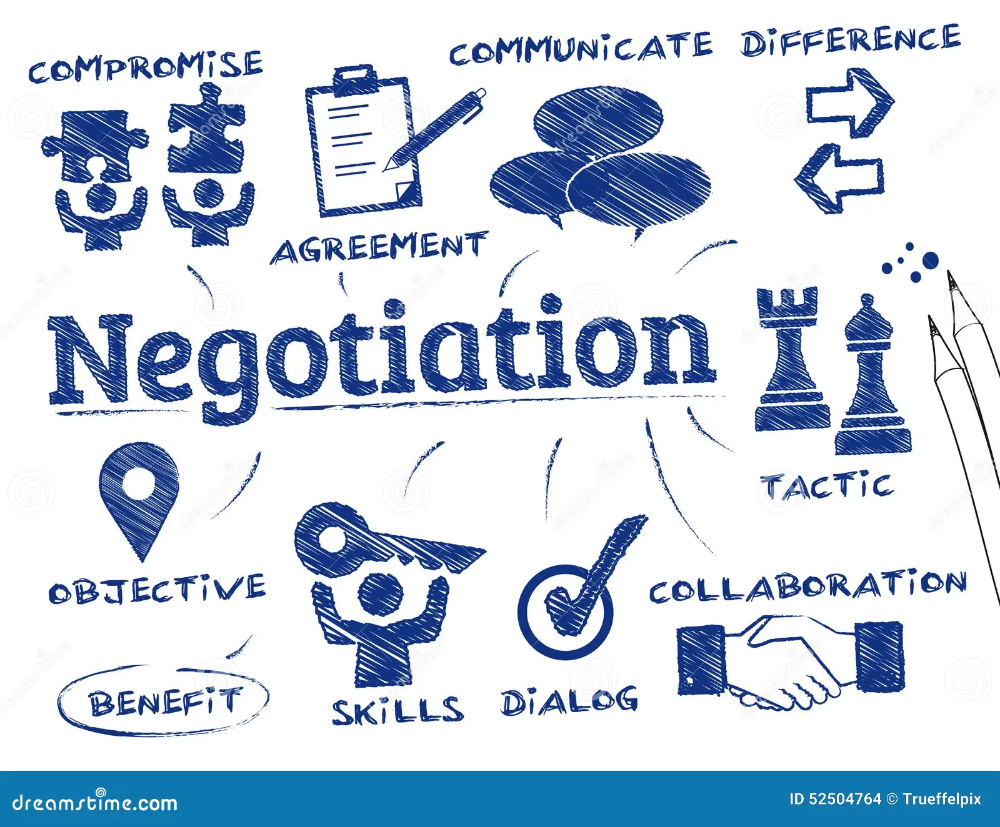 COMPROMISE
COMMUNICATE
DIFFERENCE
AGREEMENT
Negotiation
TACTIC
OBJECTIVE
COLLABORATION
BENEFIT
SKILLS
DIALOG
dreamstime.com
ID 52504764 © Trueffelpix